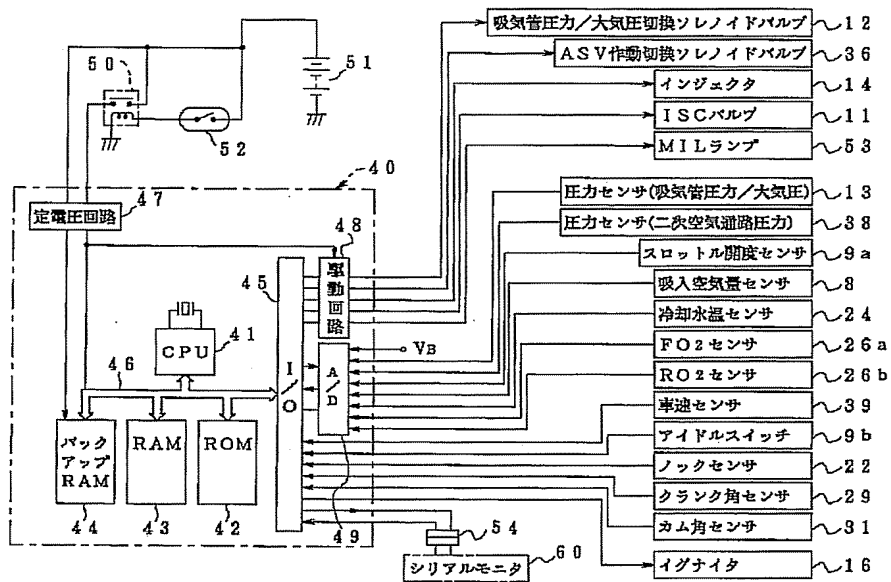 吸気管圧力/大気圧切換ソレノイドバルブ 12
ASV作動切換ソレノイドバルブ 36
インジェクタ 14
ISCバルブ 11
MILランプ 53
50
51
52
40
定電圧回路 47
圧力センサ(吸気管圧力/大気圧) 13
圧力センサ(二次空気通路圧力) 38
スロットル開度センサ 9a
吸入空気量センサ 8
冷却水温センサ 24
FO2センサ 26a
RO2センサ 26b
車速センサ 39
アイドルスイッチ 9b
ノックセンサ 22
クランク角センサ 29
カム角センサ 31
イグナイタ 16
48
駆動回路
45
I/O
VB
A/D
49
CPU 41
46
バック
アップ
RAM
44
RAM
43
ROM
42
54
シリアルモニタ 60